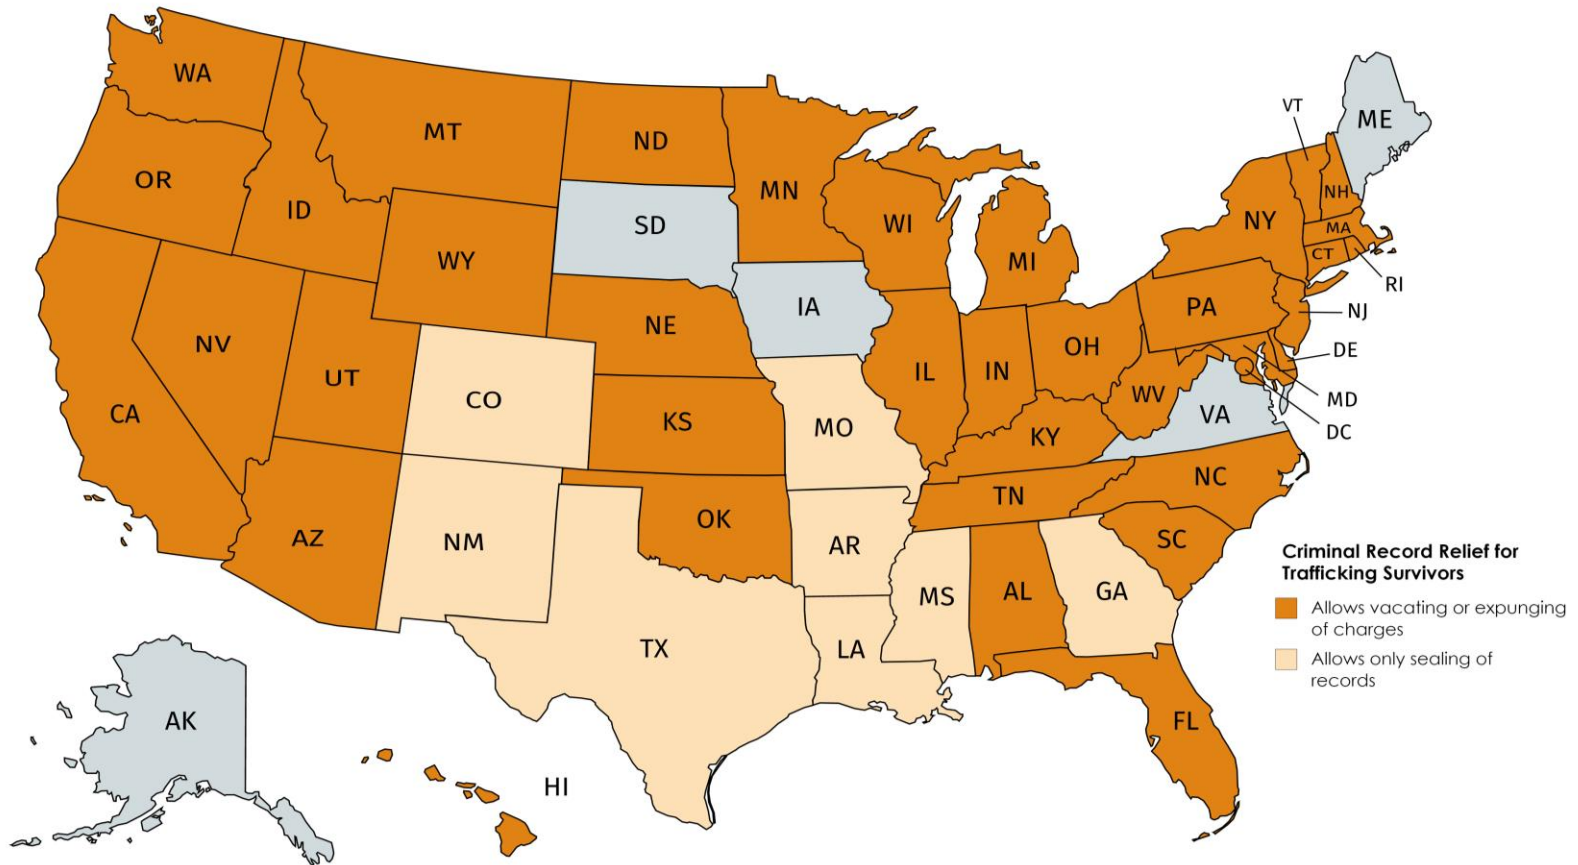 WA
MT
ND
MN
OR
ID
SD
WI
WY
MI
VT
ME
NH
NY
MA
CT
RI
NV
UT
NE
IA
PA
NJ
CA
CO
KS
MO
IL
IN
OH
WV
DE
MD
DC
VA
KY
AZ
NM
OK
AR
TN
NC
SC
TX
LA
MS
AL
GA
FL
AK
HI
Criminal Record Relief for
Trafficking Survivors
Allows vacating or expunging
of charges
Allows only sealing of
records